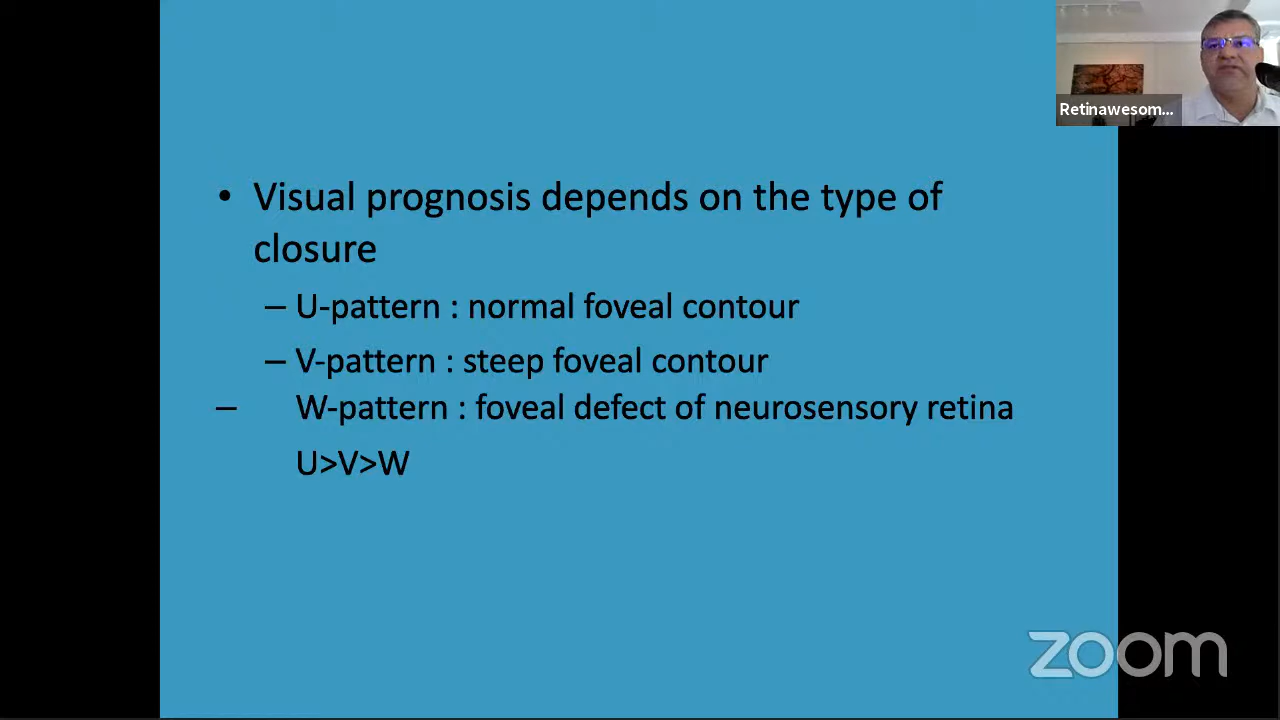 Retinawesom...
• Visual prognosis depends on the type of
closure
– U-pattern : normal foveal contour
– V-pattern : steep foveal contour
– W-pattern : foveal defect of neurosensory retina
U>V>W
zoom